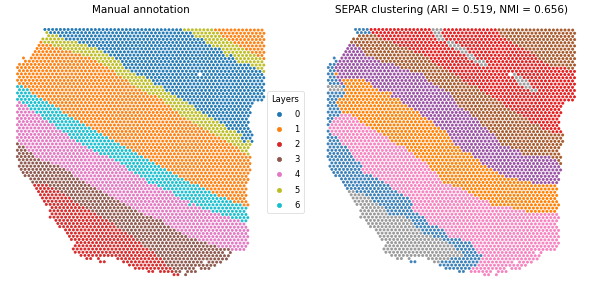 Manual annotation
SEPAR clustering (ARI = 0.519, NMI = 0.656)
Layers
0
1
2
3
4
5
6